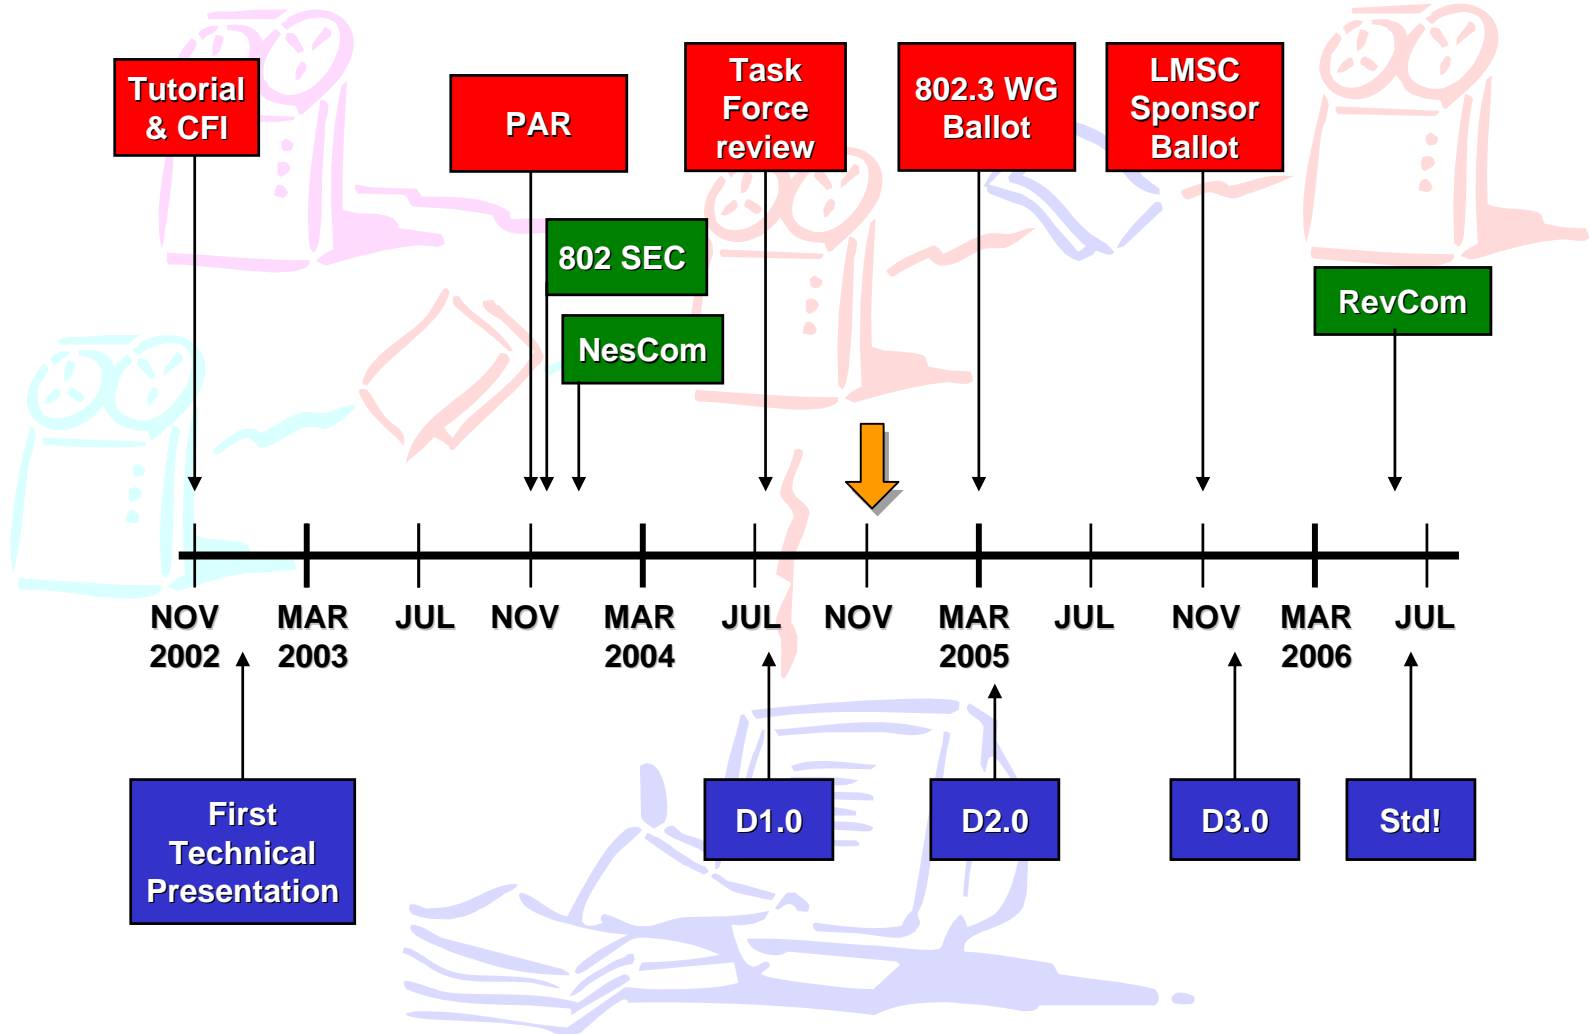 Tutorial
& CFI
PAR
Task
Force
review
802.3 WG
Ballot
LMSC
Sponsor
Ballot
802 SEC
NesCom
RevCom
NOV
2002
MAR
2003
JUL
NOV
MAR
2004
JUL
NOV
MAR
2005
JUL
NOV
MAR
2006
JUL
First
Technical
Presentation
D1.0
D2.0
D3.0
Std!